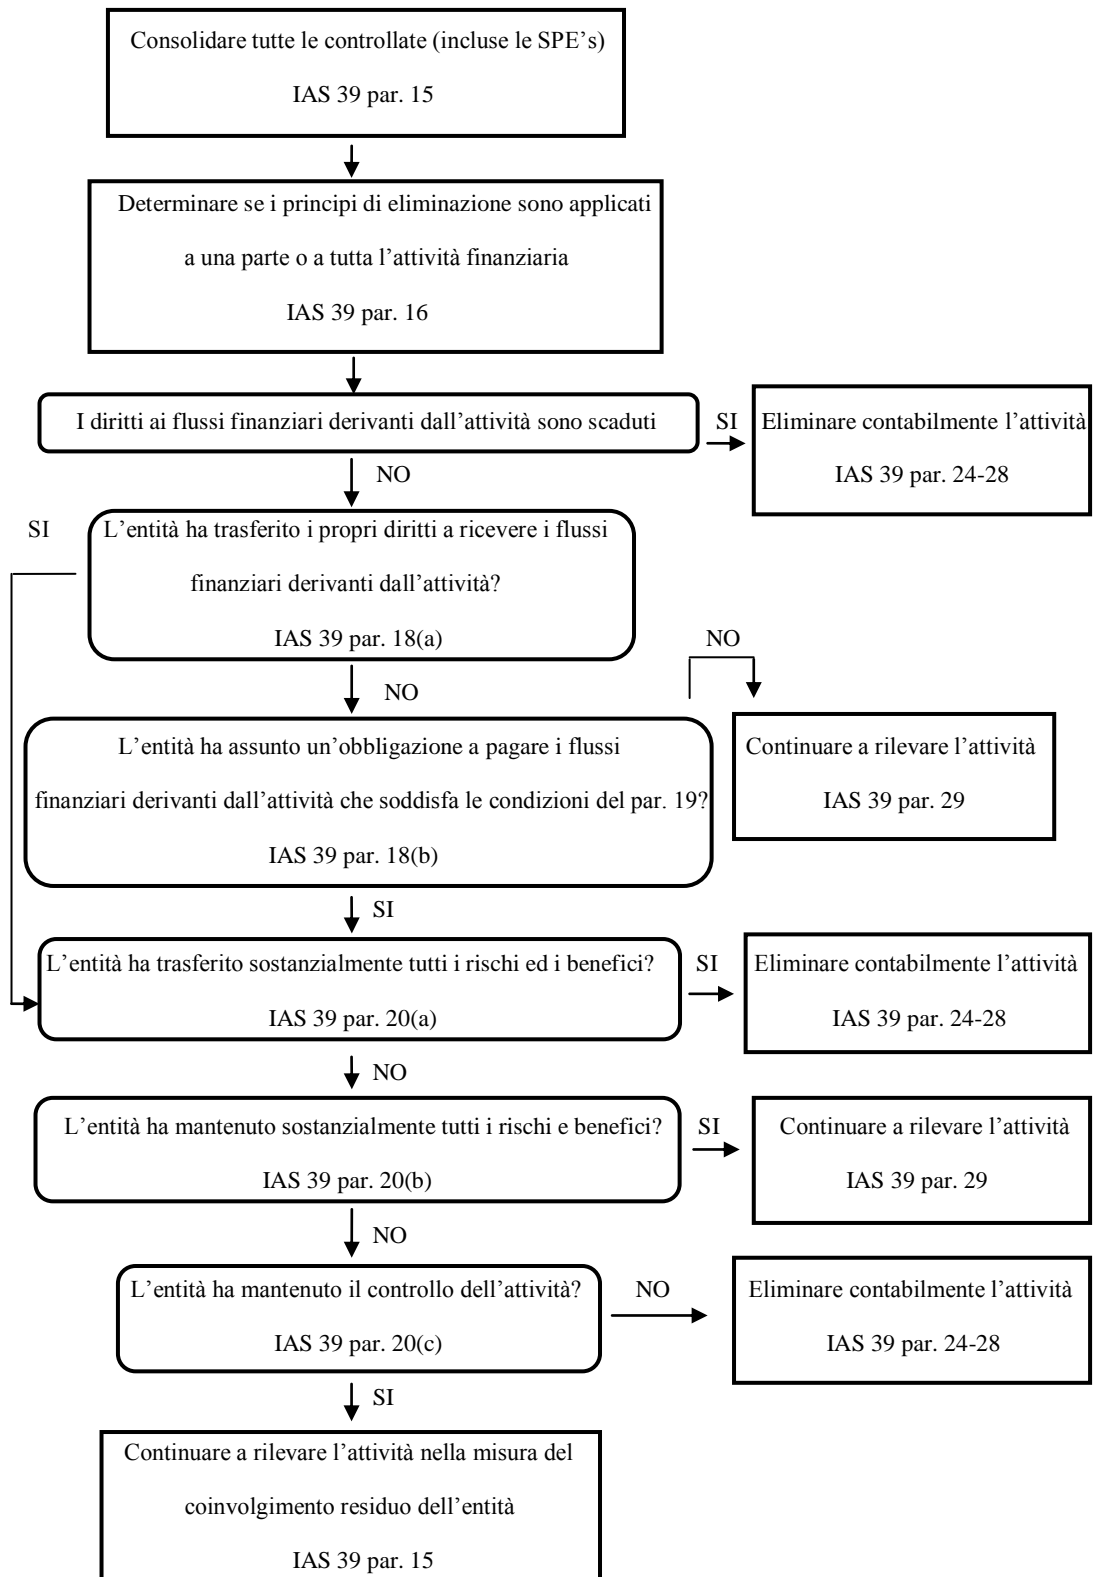 Consolidare tutte le controllate (incluse le SPE’s)
IAS 39 par. 15
Determinare se i principi di eliminazione sono applicati
a una parte o a tutta l’attività finanziaria
IAS 39 par. 16
I diritti ai flussi finanziari derivanti dall’attività sono scaduti
SI
Eliminare contabilmente l’attività
IAS 39 par. 24-28
NO
SI
L’entità ha trasferito i propri diritti a ricevere i flussi
finanziari derivanti dall’attività?
IAS 39 par. 18(a)
NO
NO
L’entità ha assunto un’obbligazione a pagare i flussi
finanziari derivanti dall’attività che soddisfa le condizioni del par. 19?
IAS 39 par. 18(b)
Continuare a rilevare l’attività
IAS 39 par. 29
SI
L’entità ha trasferito sostanzialmente tutti i rischi ed i benefici?
IAS 39 par. 20(a)
SI
Eliminare contabilmente l’attività
IAS 39 par. 24-28
NO
L’entità ha mantenuto sostanzialmente tutti i rischi e benefici?
IAS 39 par. 20(b)
SI
Continuare a rilevare l’attività
IAS 39 par. 29
NO
L’entità ha mantenuto il controllo dell’attività?
IAS 39 par. 20(c)
NO
Eliminare contabilmente l’attività
IAS 39 par. 24-28
SI
Continuare a rilevare l’attività nella misura del
coinvolgimento residuo dell’entità
IAS 39 par. 15